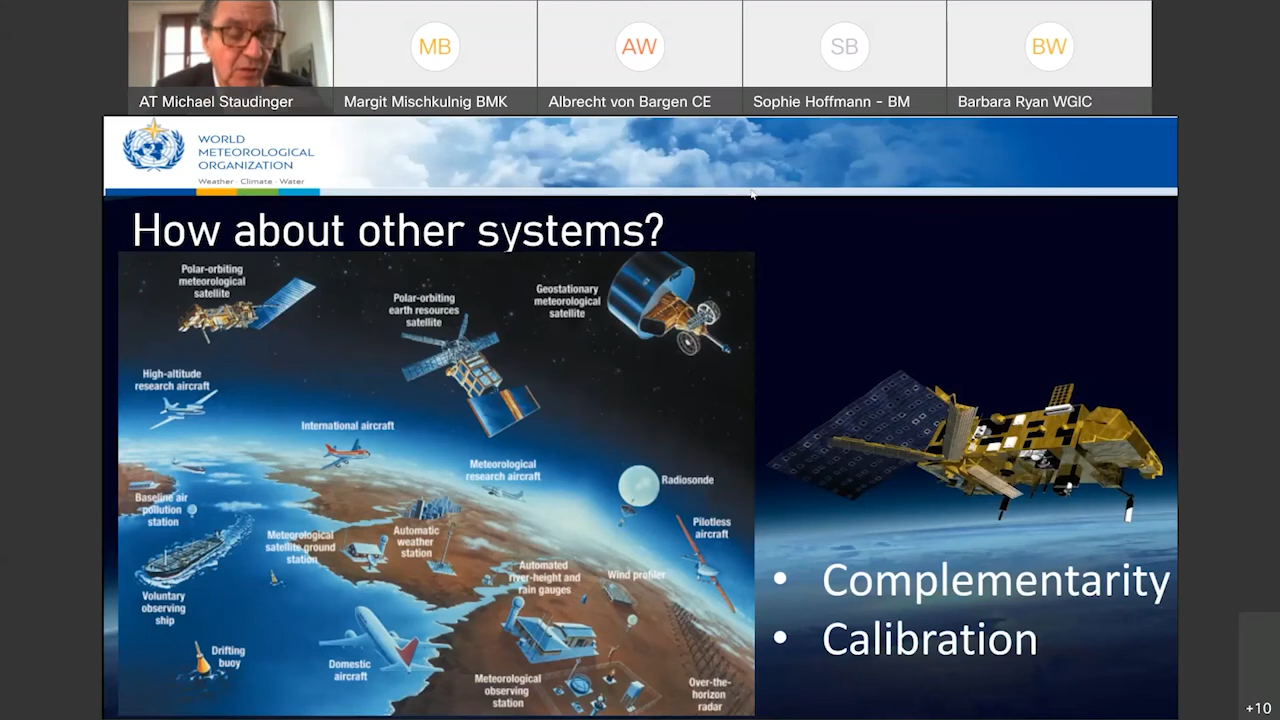 MB
AW
SB
BW
AT Michael Staudinger
Margit Mischkulnig BMK
Albrecht von Bargen CE
Sophie Hoffmann - BM
Barbara Ryan WGIC
WORLD
METEOROLOGICAL
ORGANIZATION
Weather · Climate · Water
How about other systems?
Polar-orbiting
meteorological
satellite
Polar-orbiting
earth resources
satellite
Geostationary
meteorological
satellite
High-altitude
research aircraft
International aircraft
Meteorological
research aircraft
Radiosonde
Baseline air
pollution
station
Meteorological
satellite ground
station
Automatic
weather
station
Pilotless
aircraft
Automated
river-height and
rain gauges
Wind profiler
Voluntary
observing
ship
Drifting
buoy
Domestic
aircraft
Meteorological
observing
station
Over-the-
horizon
radar
• Complementarity
• Calibration
+10